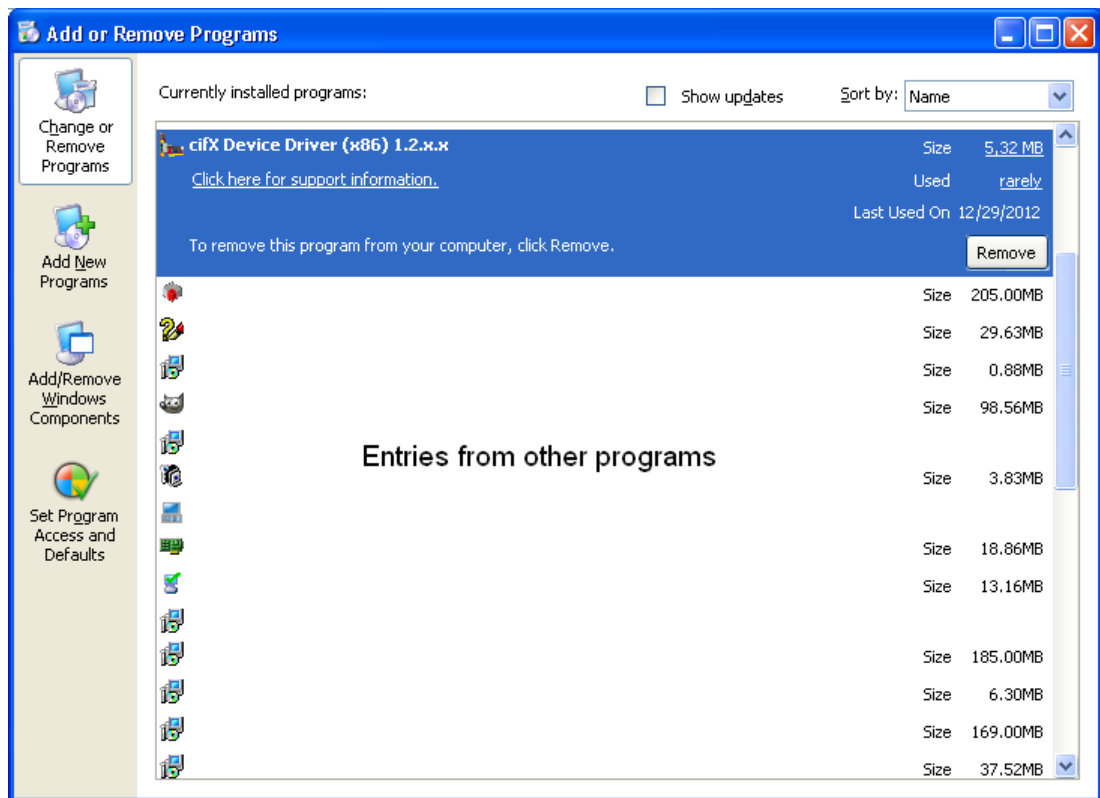 Add or Remove Programs
Change or
Remove
Programs
Add New
Programs
Add/Remove
Windows
Components
Set Program
Access and
Defaults
Currently installed programs:
Show updates
Sort by: Name
cifX Device Driver (x86) 1.2.x.x
Size 5,32 MB
Click here for support information.
Used rarely
Last Used On 12/29/2012
To remove this program from your computer, click Remove.
Remove
Size 205.00MB
Size 29.63MB
Size 0.88MB
Size 98.56MB
Entries from other programs
Size 3.83MB
Size 18.86MB
Size 13.16MB
Size 185.00MB
Size 6.30MB
Size 169.00MB
Size 37.52MB